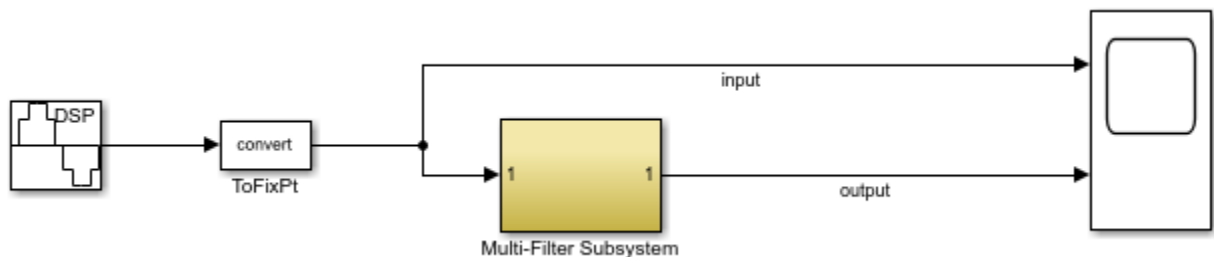 DSP
convert
ToFixPt
input
1 1
output
Multi-Filter Subsystem